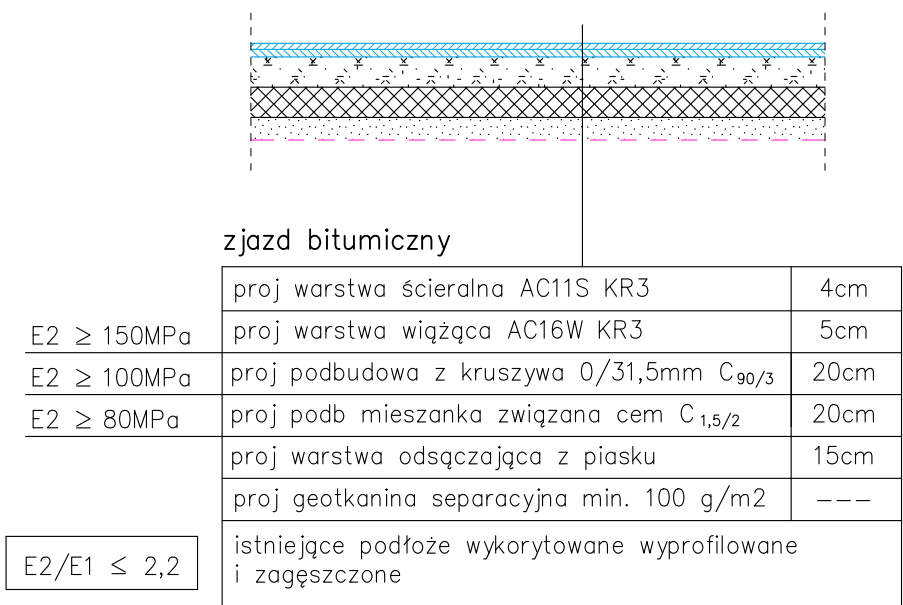 zjazd bitumiczny
proj warstwa ścieralna AC11S KR3 4cm
E2 ≥ 150MPa proj warstwa wiążąca AC16W KR3 5cm
E2 ≥ 100MPa proj podbudowa z kruszywa 0/31,5mm C90/3 20cm
E2 ≥ 80MPa proj podb mieszanka związana cem C1,5/2 20cm
proj warstwa odsączająca z piasku 15cm
proj geotkanina separacyjna min. 100 g/m2 ---
E2/E1 ≤ 2,2
istniejące podłoże wykorytowane wyprofilowane
i zagęszczone